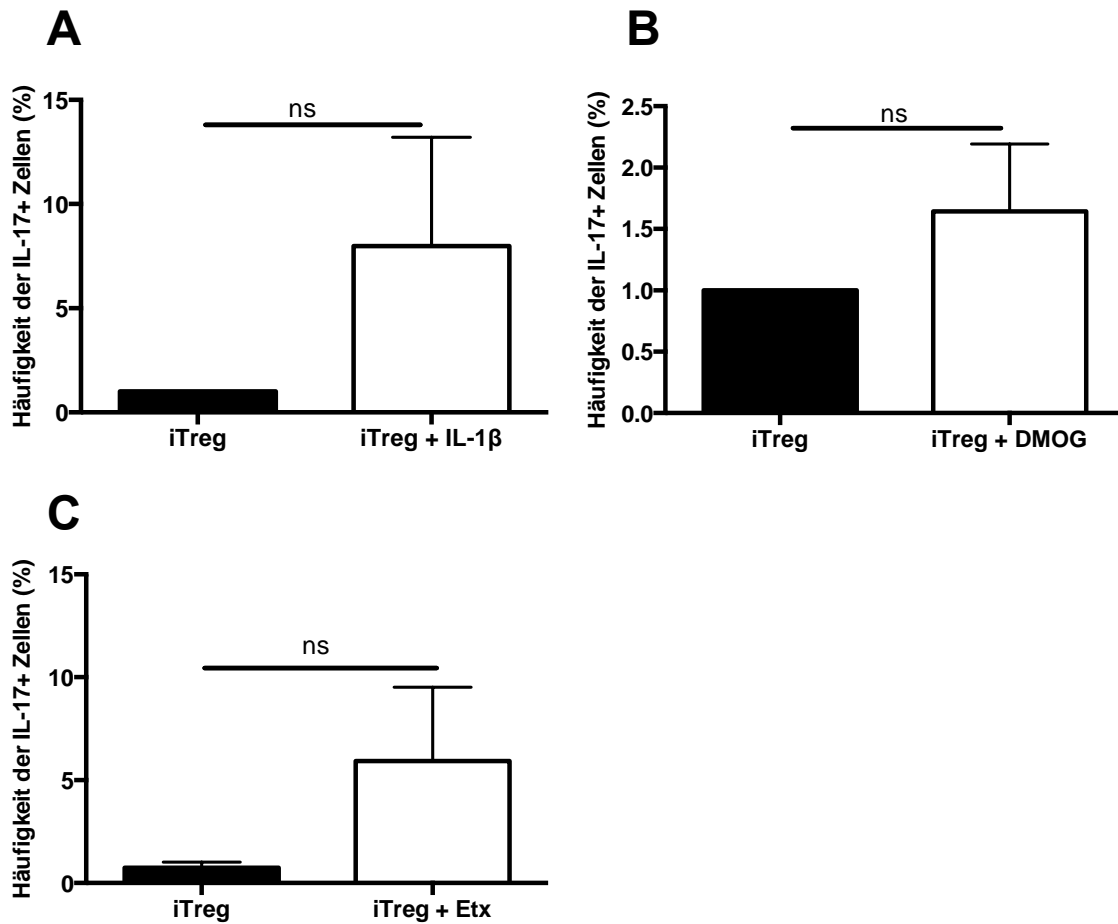 A
Häufigkeit der IL-17+ Zellen (%)
15
10
5
0
ns
iTreg
iTreg + IL-1β
B
Häufigkeit der IL-17+ Zellen (%)
2.5
2.0
1.5
1.0
0.5
0.0
ns
iTreg
iTreg + DMOG
C
Häufigkeit der IL-17+ Zellen (%)
15
10
5
0
ns
iTreg
iTreg + Etx